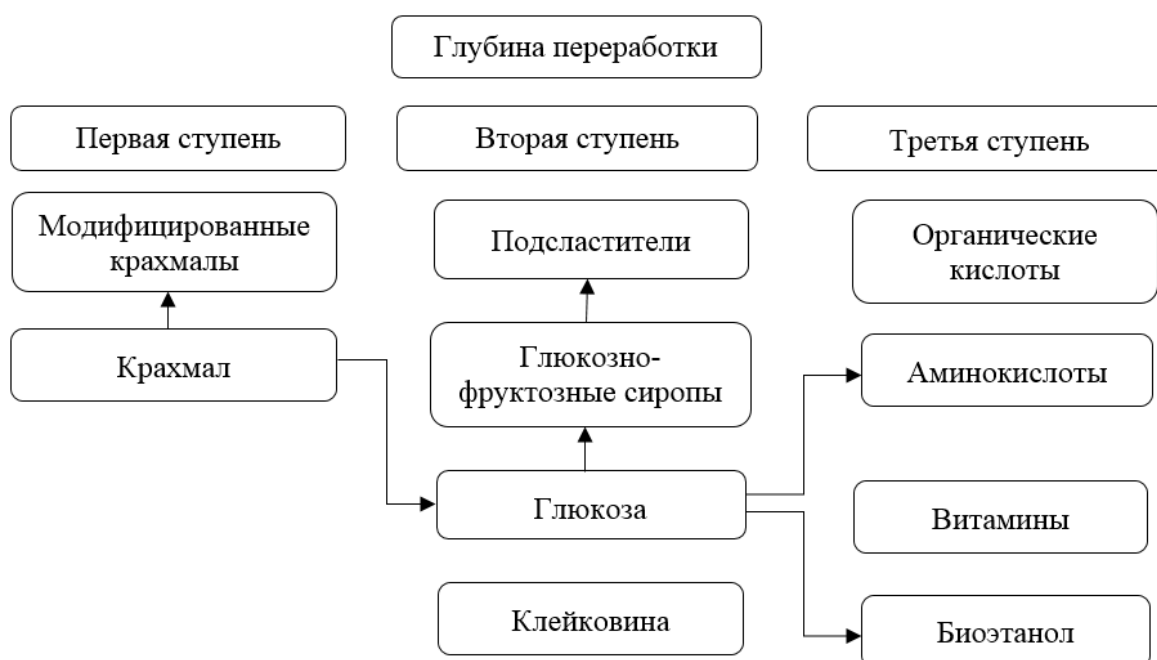 Глубина переработки
Первая ступень
Вторая ступень
Третья ступень
Модифицированные
крахмалы
Подсластители
Органические
кислоты
Крахмал
Глюкозно-
фруктозные сиропы
Аминокислоты
Глюкоза
Витамины
Клейковина
Биоэтанол